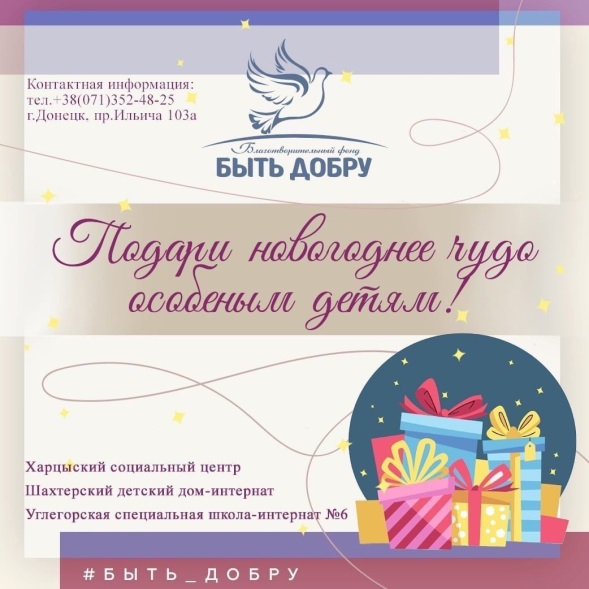 Контактная информация:
тел.+38(071)352-48-25
г.Донецк, пр.Ильича 103а
Благотворительный фонд
БЫТЬ ДОБРУ
Подари новогоднее чудо
особеным детям!
Харцыский социальный центр
Шахтерский детский дом-интернат
Углегорская специальная школа-интернат №6
#БЫТЬ_ДОБРУ